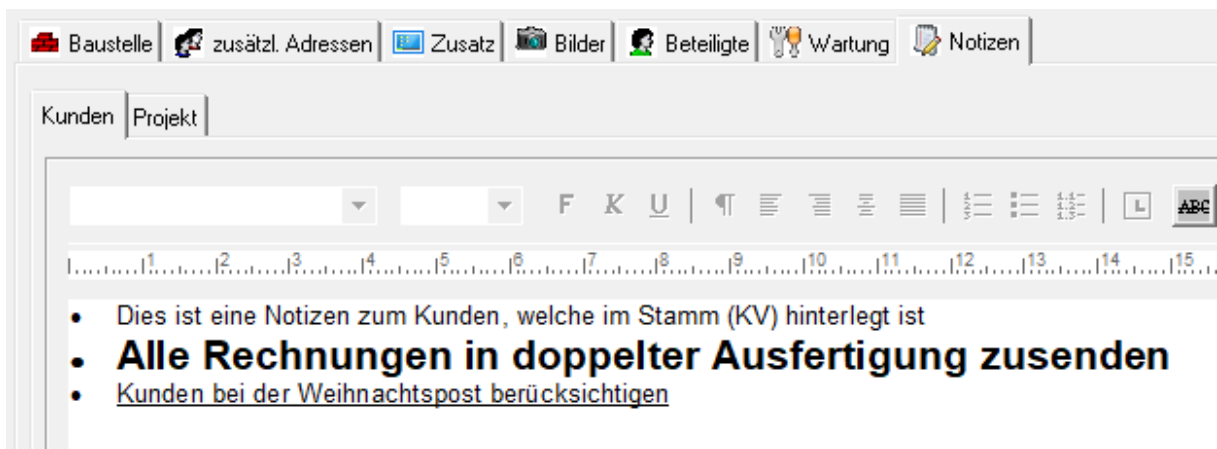 Baustelle zusätzl. Adressen Zusatz Bilder Beteiligte Wartung Notizen
Kunden Projekt
F K U ¶ L ABC
1 2 3 4 5 6 7 8 9 10 11 12 13 14 15
• Dies ist eine Notizen zum Kunden, welche im Stamm (KV) hinterlegt ist
• Alle Rechnungen in doppelter Ausfertigung zusenden
• Kunden bei der Weihnachtspost berücksichtigen